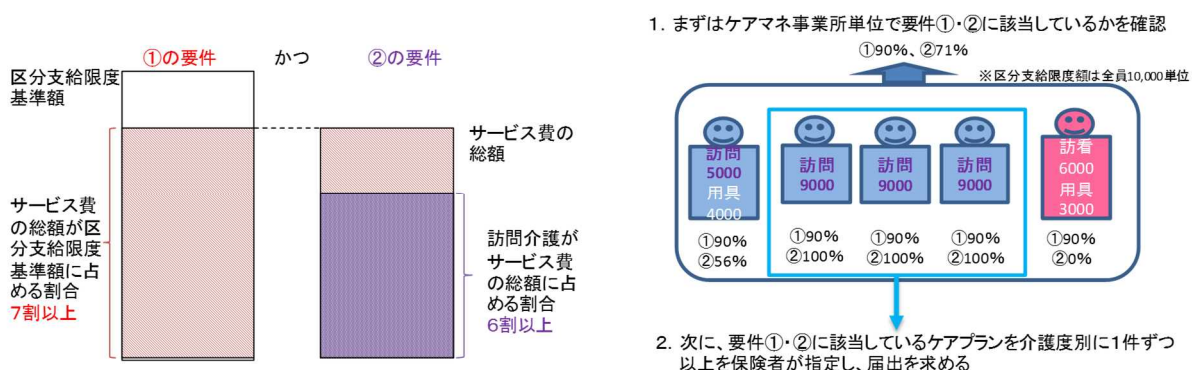 ①の要件 かつ ②の要件
区分支給限度
基準額
サービス費の
総額
サービス費
の総額が区
分支給限度
基準額に占
める割合
7割以上
訪問介護が
サービス費
の総額に占
める割合
6割以上
1. まずはケアマネ事業所単位で要件①・②に該当しているかを確認
①90%、②71%
※区分支給限度額は全員10,000単位
訪問
5000
用具
4000
①90%
②56%
訪問
9000
①90%
②100%
訪問
9000
①90%
②100%
訪問
9000
①90%
②100%
訪看
6000
用具
3000
①90%
②0%
2. 次に、要件①・②に該当しているケアプランを介護度別に1件ずつ
以上を保険者が指定し、届出を求める